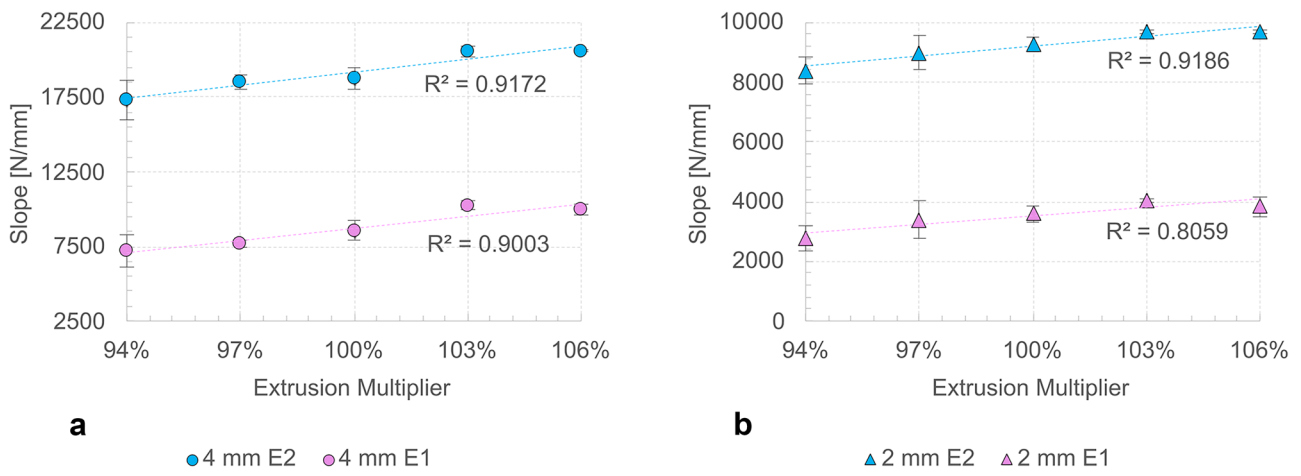 22500
17500
12500
7500
2500
Slope [N/mm]
R² = 0.9172
R² = 0.9003
94% 97% 100% 103% 106%
Extrusion Multiplier
a
4 mm E2 4 mm E1
10000
8000
6000
4000
2000
0
Slope [N/mm]
R² = 0.9186
R² = 0.8059
94% 97% 100% 103% 106%
Extrusion Multiplier
b
2 mm E2 2 mm E1